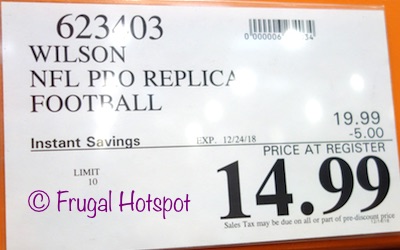 623403
WILSON
NFL PRO REPLICA
FOOTBALL
19.99
Instant Savings EXP. 12/24/18 -5.00
PRICE AT REGISTER
LIMIT
10
14.99
© Frugal Hotspot
Sales Tax may be due on all or part of pre-discount price